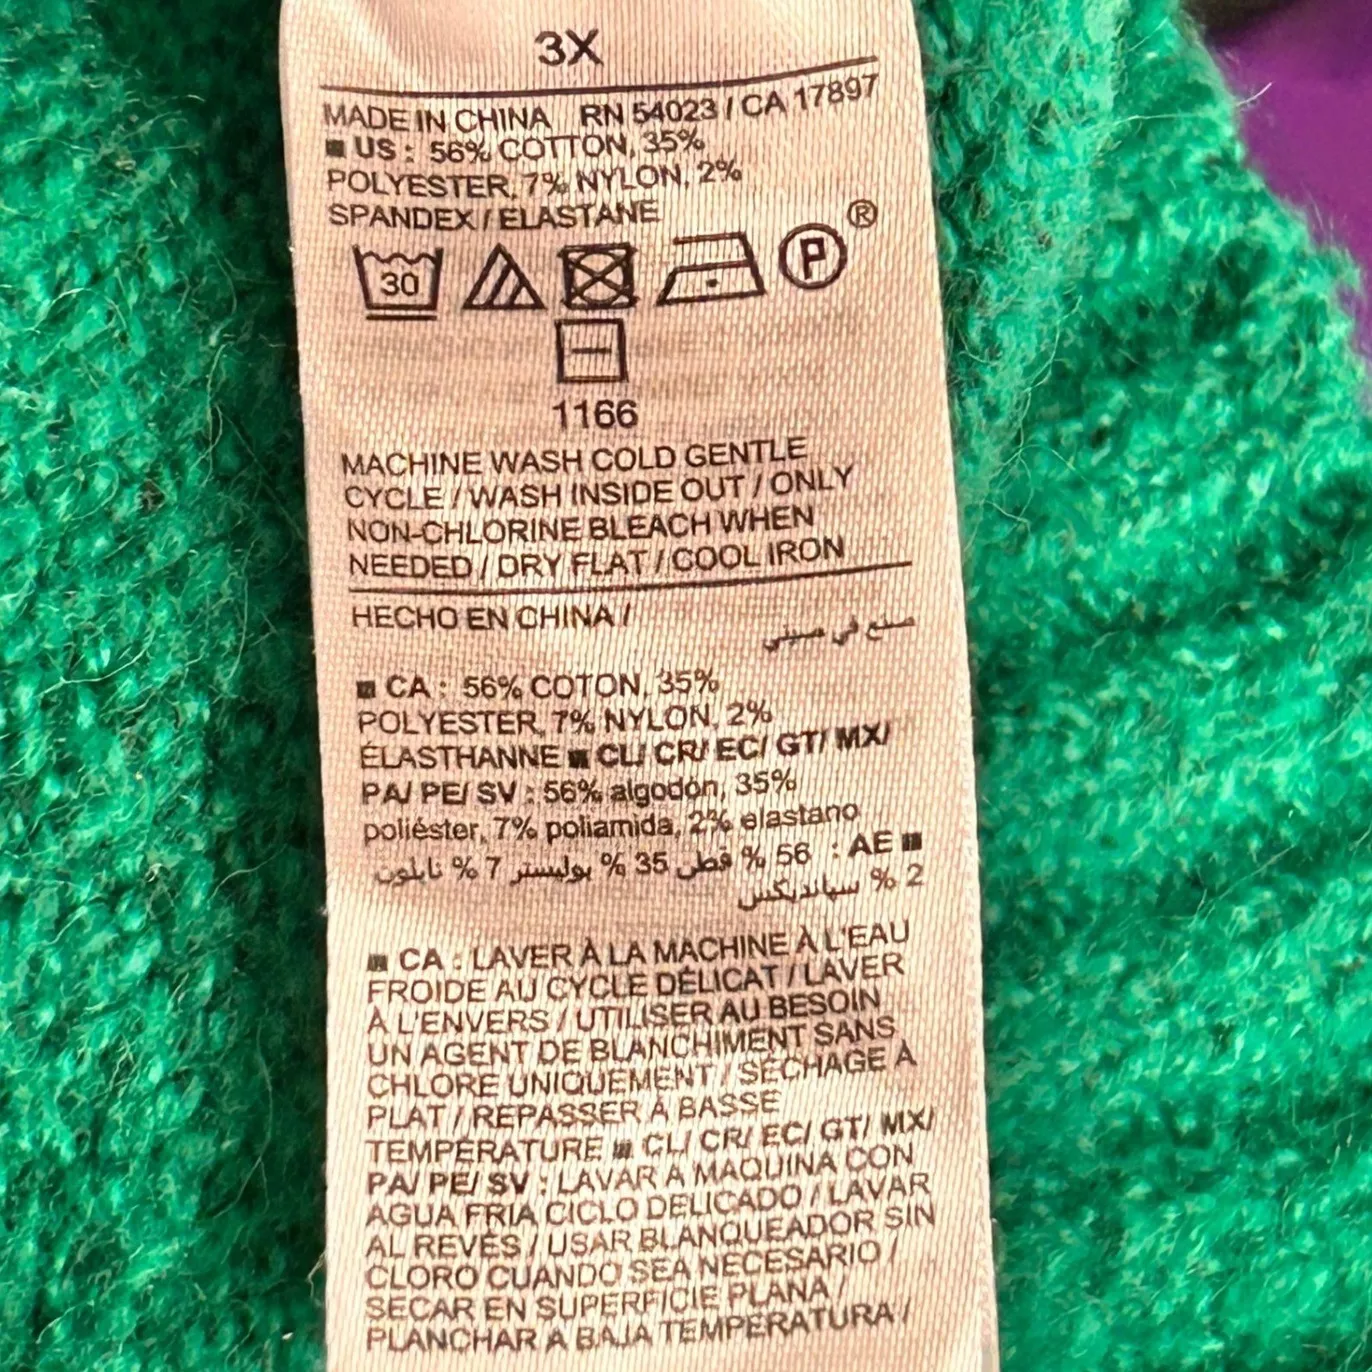 3X
MADE IN CHINA RN 54023 / CA 17897
■ US : 56% COTTON, 35%
POLYESTER, 7% NYLON, 2%
SPANDEX / ELASTANE
®
30
P
1166
MACHINE WASH COLD GENTLE
CYCLE / WASH INSIDE OUT / ONLY
NON-CHLORINE BLEACH WHEN
NEEDED / DRY FLAT / COOL IRON
HECHO EN CHINA / صنع في صيني
■ CA : 56% COTON, 35%
POLYESTER, 7% NYLON, 2%
ÉLASTHANNE ■ CL/ CR/ EC/ GT/ MX/
PA/ PE/ SV : 56% algodón, 35%
poliéster, 7% poliamida, 2% elastano
■ AE : 56 % قطن 35 % بوليستر 7 % نايلون
2 % سباندیکس
■ CA : LAVER À LA MACHINE À L'EAU
FROIDE AU CYCLE DÉLICAT / LAVER
À L'ENVERS / UTILISER AU BESOIN
UN AGENT DE BLANCHIMENT SANS
CHLORE UNIQUEMENT / SÉCHAGE À
PLAT / REPASSER À BASSE
TEMPÉRATURE ■ CL/ CR/ EC/ GT/ MX/
PA/ PE/ SV : LAVAR A MAQUINA CON
AGUA FRIA CICLO DELICADO / LAVAR
AL REVÉS / USAR BLANQUEADOR SIN
CLORO CUANDO SEA NECESARIO /
SECAR EN SUPERFICIE PLANA /
PLANCHAR A BAJA TEMPERATURA /